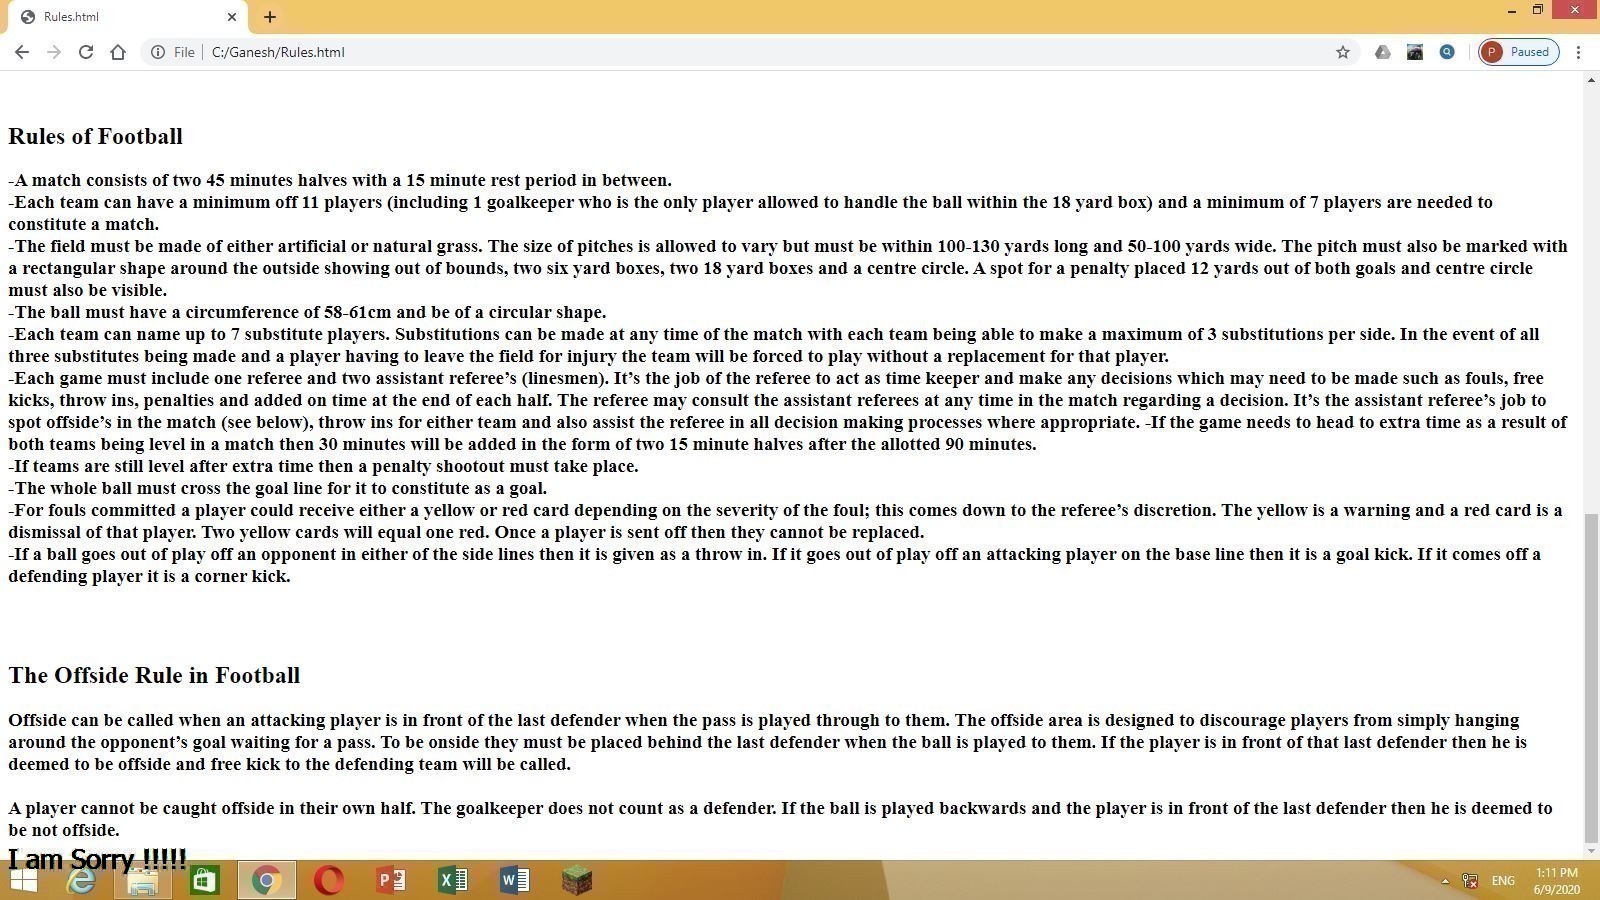 Rules.html
File
C:/Ganesh/Rules.html
P
Paused
Rules of Football
-A match consists of two 45 minutes halves with a 15 minute rest period in between.
-Each team can have a minimum off 11 players (including 1 goalkeeper who is the only player allowed to handle the ball within the 18 yard box) and a minimum of 7 players are needed to
constitute a match.
-The field must be made of either artificial or natural grass. The size of pitches is allowed to vary but must be within 100-130 yards long and 50-100 yards wide. The pitch must also be marked with
a rectangular shape around the outside showing out of bounds, two six yard boxes, two 18 yard boxes and a centre circle. A spot for a penalty placed 12 yards out of both goals and centre circle
must also be visible.
-The ball must have a circumference of 58-61cm and be of a circular shape.
-Each team can name up to 7 substitute players. Substitutions can be made at any time of the match with each team being able to make a maximum of 3 substitutions per side. In the event of all
three substitutes being made and a player having to leave the field for injury the team will be forced to play without a replacement for that player.
-Each game must include one referee and two assistant referee’s (linesmen). It’s the job of the referee to act as time keeper and make any decisions which may need to be made such as fouls, free
kicks, throw ins, penalties and added on time at the end of each half. The referee may consult the assistant referees at any time in the match regarding a decision. It’s the assistant referee’s job to
spot offside’s in the match (see below), throw ins for either team and also assist the referee in all decision making processes where appropriate. -If the game needs to head to extra time as a result of
both teams being level in a match then 30 minutes will be added in the form of two 15 minute halves after the allotted 90 minutes.
-If teams are still level after extra time then a penalty shootout must take place.
-The whole ball must cross the goal line for it to constitute as a goal.
-For fouls committed a player could receive either a yellow or red card depending on the severity of the foul; this comes down to the referee’s discretion. The yellow is a warning and a red card is a
dismissal of that player. Two yellow cards will equal one red. Once a player is sent off then they cannot be replaced.
-If a ball goes out of play off an opponent in either of the side lines then it is given as a throw in. If it goes out of play off an attacking player on the base line then it is a goal kick. If it comes off a
defending player it is a corner kick.
The Offside Rule in Football
Offside can be called when an attacking player is in front of the last defender when the pass is played through to them. The offside area is designed to discourage players from simply hanging
around the opponent’s goal waiting for a pass. To be onside they must be placed behind the last defender when the ball is played to them. If the player is in front of that last defender then he is
deemed to be offside and free kick to the defending team will be called.
A player cannot be caught offside in their own half. The goalkeeper does not count as a defender. If the ball is played backwards and the player is in front of the last defender then he is deemed to
be not offside.
I am Sorry !!!!!
ENG
1:11 PM
6/9/2020